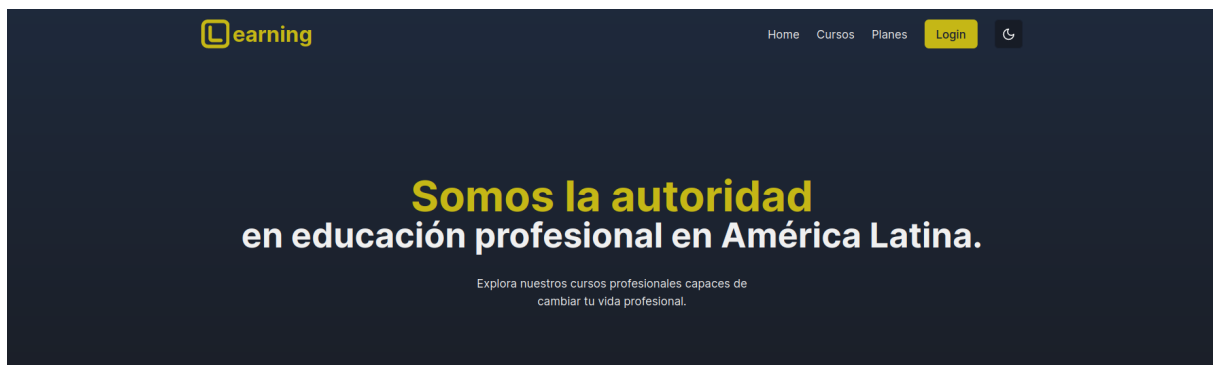 Learning
Home Cursos Planes Login
Somos la autoridad
en educación profesional en América Latina.
Explora nuestros cursos profesionales capaces de
cambiar tu vida profesional.